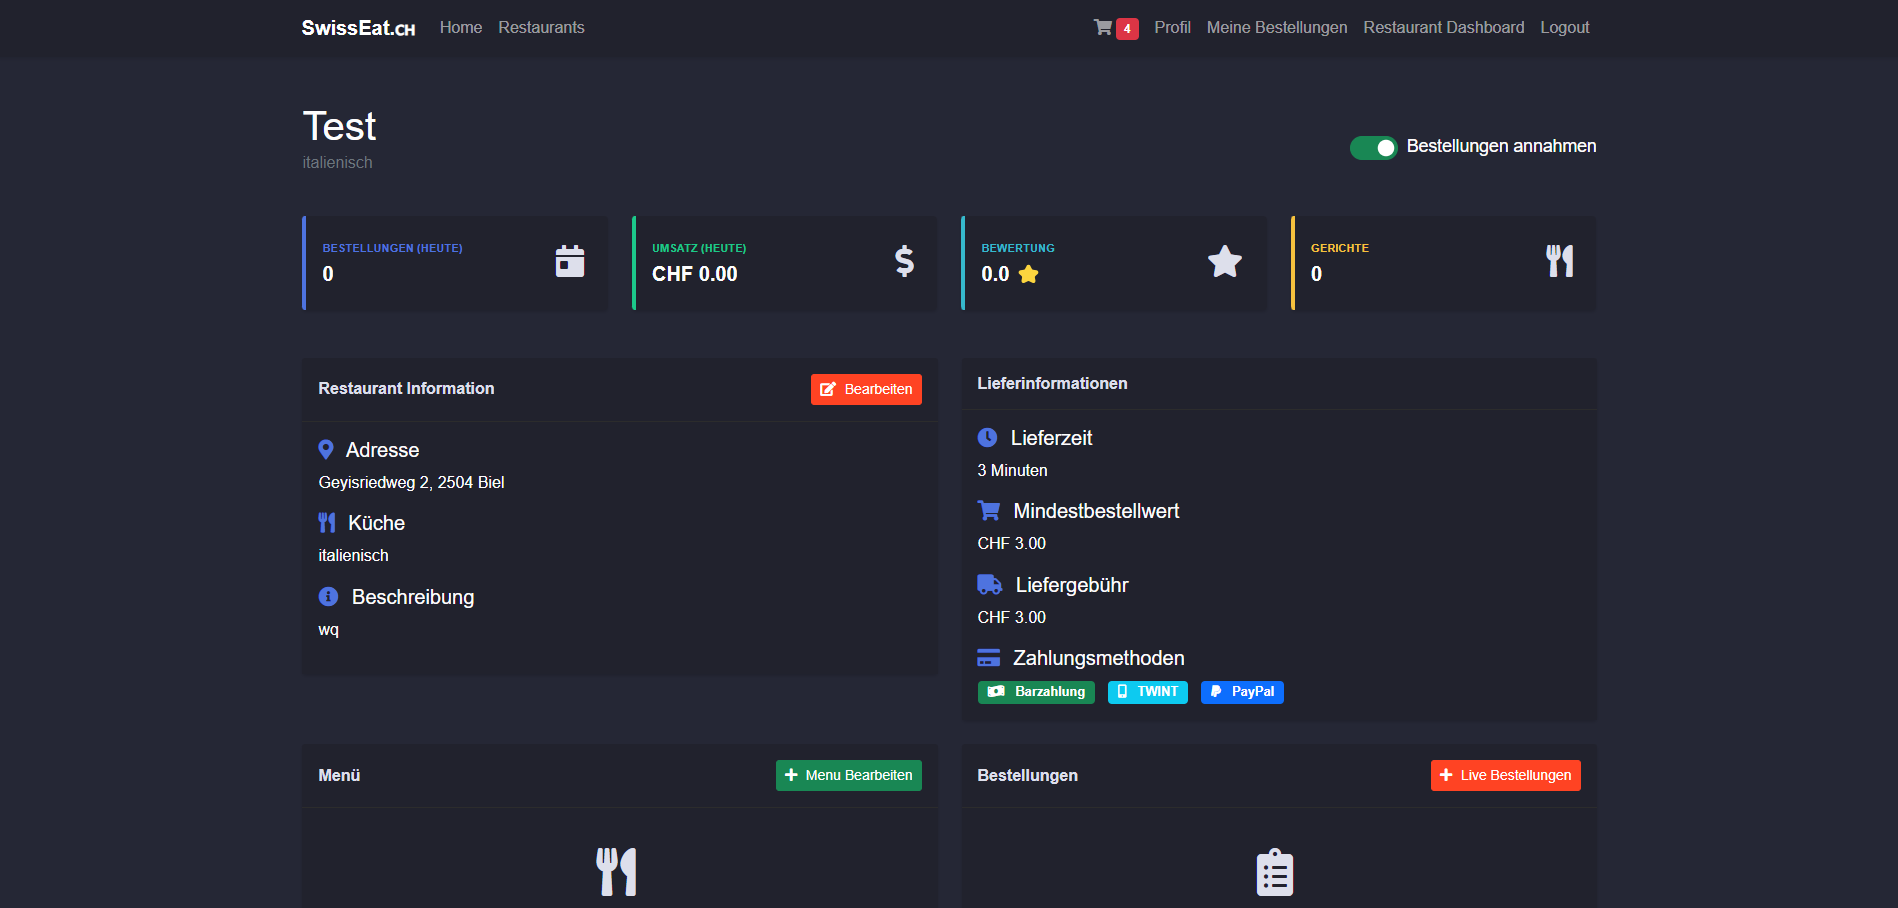 SwissEat.CH Home Restaurants 4 Profil Meine Bestellungen Restaurant Dashboard Logout
Test
italienisch
Bestellungen annahmen
BESTELLUNGEN (HEUTE)
0
UMSATZ (HEUTE)
CHF 0.00
BEWERTUNG
0.0
GERICHTE
0
Restaurant Information
Bearbeiten
Adresse
Geyisriedweg 2, 2504 Biel
Küche
italienisch
Beschreibung
wq
Lieferinformationen
Lieferzeit
3 Minuten
Mindestbestellwert
CHF 3.00
Liefergebühr
CHF 3.00
Zahlungsmethoden
Barzahlung TWINT PayPal
Menü
Menu Bearbeiten
Bestellungen
Live Bestellungen